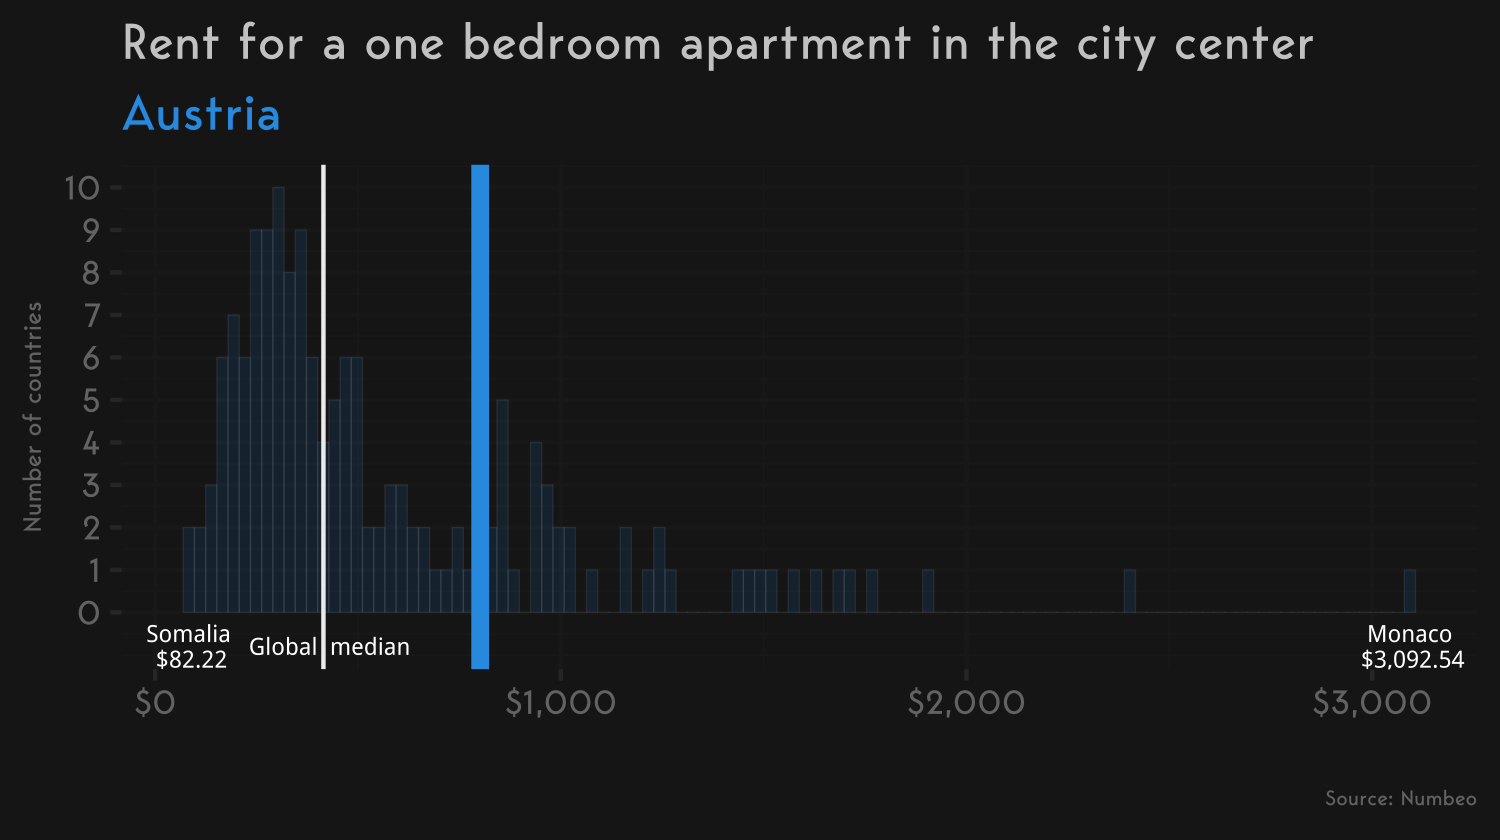 Rent for a one bedroom apartment in the city center
Austria
Number of countries
10
9
8
7
6
5
4
3
2
1
0
Somalia
$82.22
Global median
Monaco
$3,092.54
$0
$1,000
$2,000
$3,000
Source: Numbeo